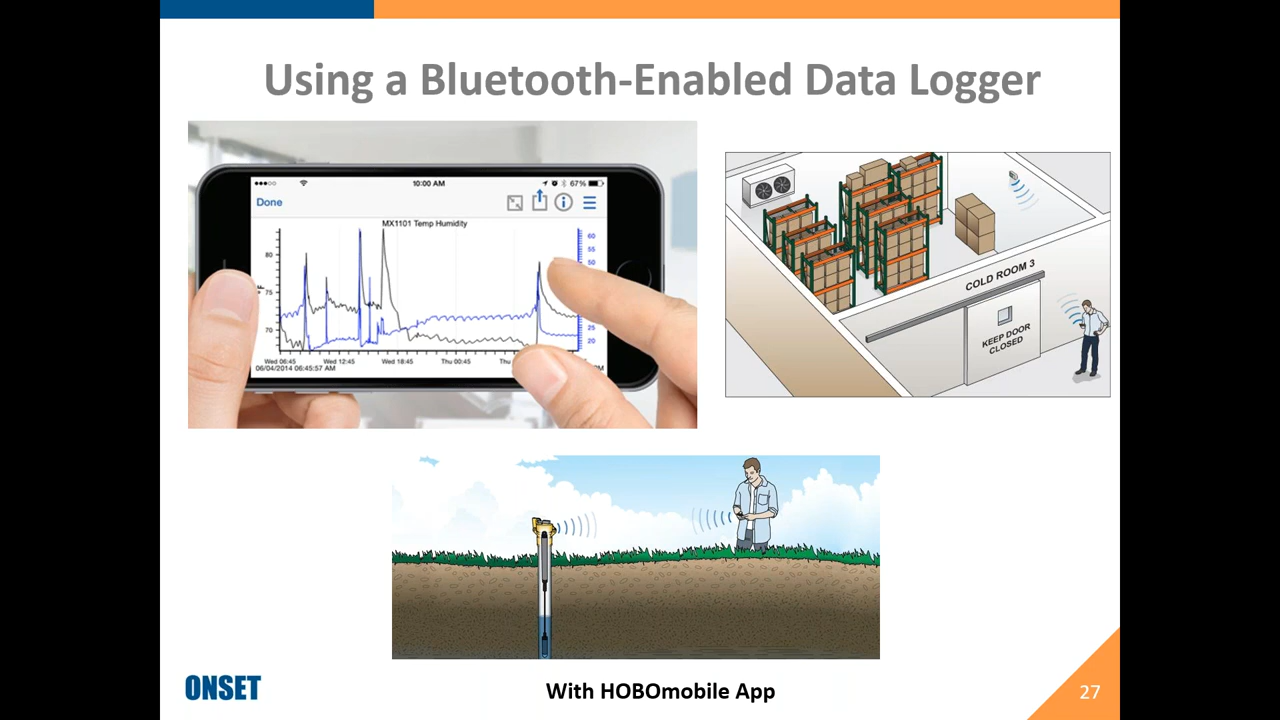 Using a Bluetooth-Enabled Data Logger
10:00 AM
67%
Done
MX1101 Temp Humidity
80
75
70
°F
60
55
50
25
20
Wed 06:45
Wed 12:45
Wed 18:45
Thu 00:45
Thu
06/04/2014 06:45:57 AM
COLD ROOM 3
KEEP DOOR
CLOSED
ONSET
With HOBOmobile App
27